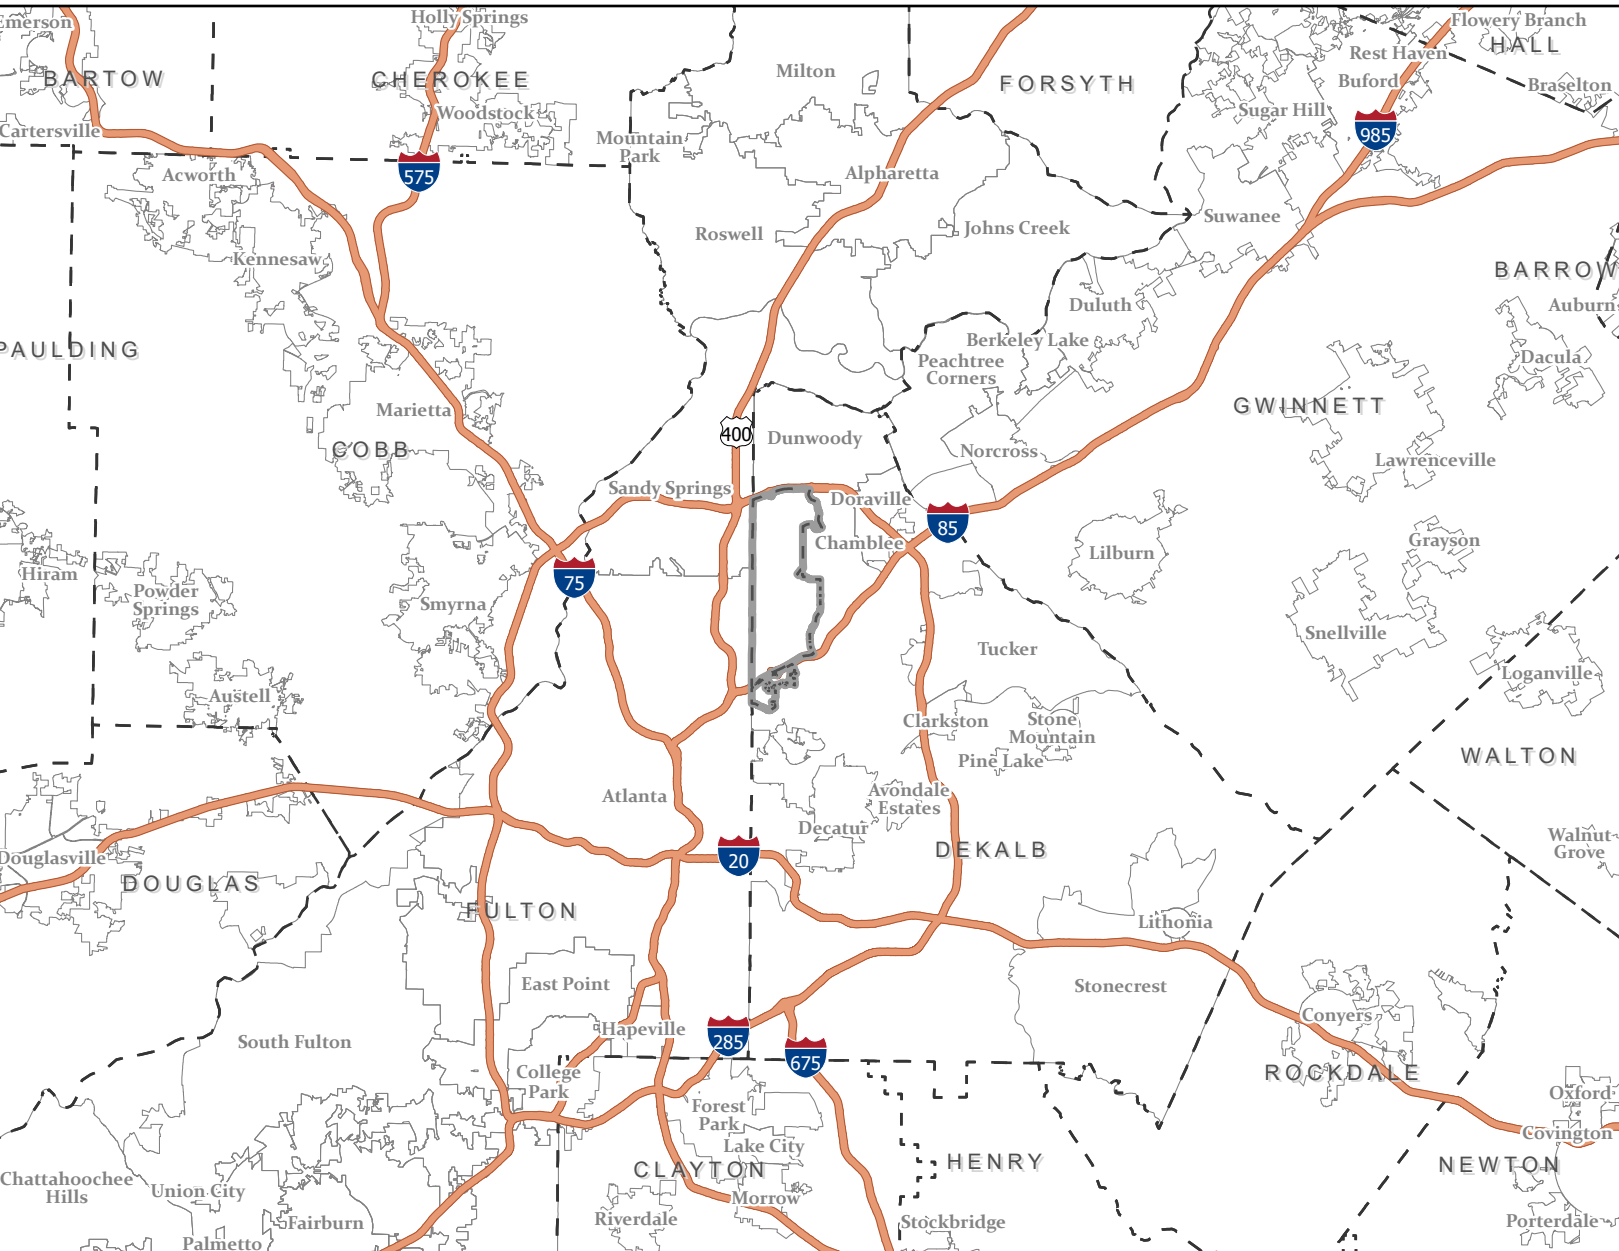 Emerson
Holly Springs
Flowery Branch
HALL
Rest Haven
BARTOW
CHEROKEE
Milton
FORSYTH
Buford
Braselton
Woodstock
Sugar Hill
Cartersville
985
Mountain
Park
Acworth
575
Alpharetta
Suwanee
Roswell
Johns Creek
Kennesaw
BARROW
Duluth
Auburn
PAULDING
Berkeley Lake
Peachtree
Corners
Dacula
Marietta
GWINNETT
400
Dunwoody
COBB
Norcross
Lawrenceville
Sandy Springs
Doraville
85
Chamblee
Lilburn
Grayson
Hiram
75
Powder
Springs
Smyrna
Snellville
Tucker
Loganville
Austell
Clarkston
Stone
Mountain
Pine Lake
WALTON
Atlanta
Avondale
Estates
Decatur
Walnut
Grove
DEKALB
20
Douglasville
DOUGLAS
FULTON
Lithonia
East Point
Stonecrest
Conyers
Hapeville
285
South Fulton
675
College
Park
ROCKDALE
Oxford
Forest
Park
Covington
Lake City
CLAYTON
HENRY
NEWTON
Chattahoochee
Hills
Union City
Morrow
Fairburn
Riverdale
Stockbridge
Porterdale
Palmetto